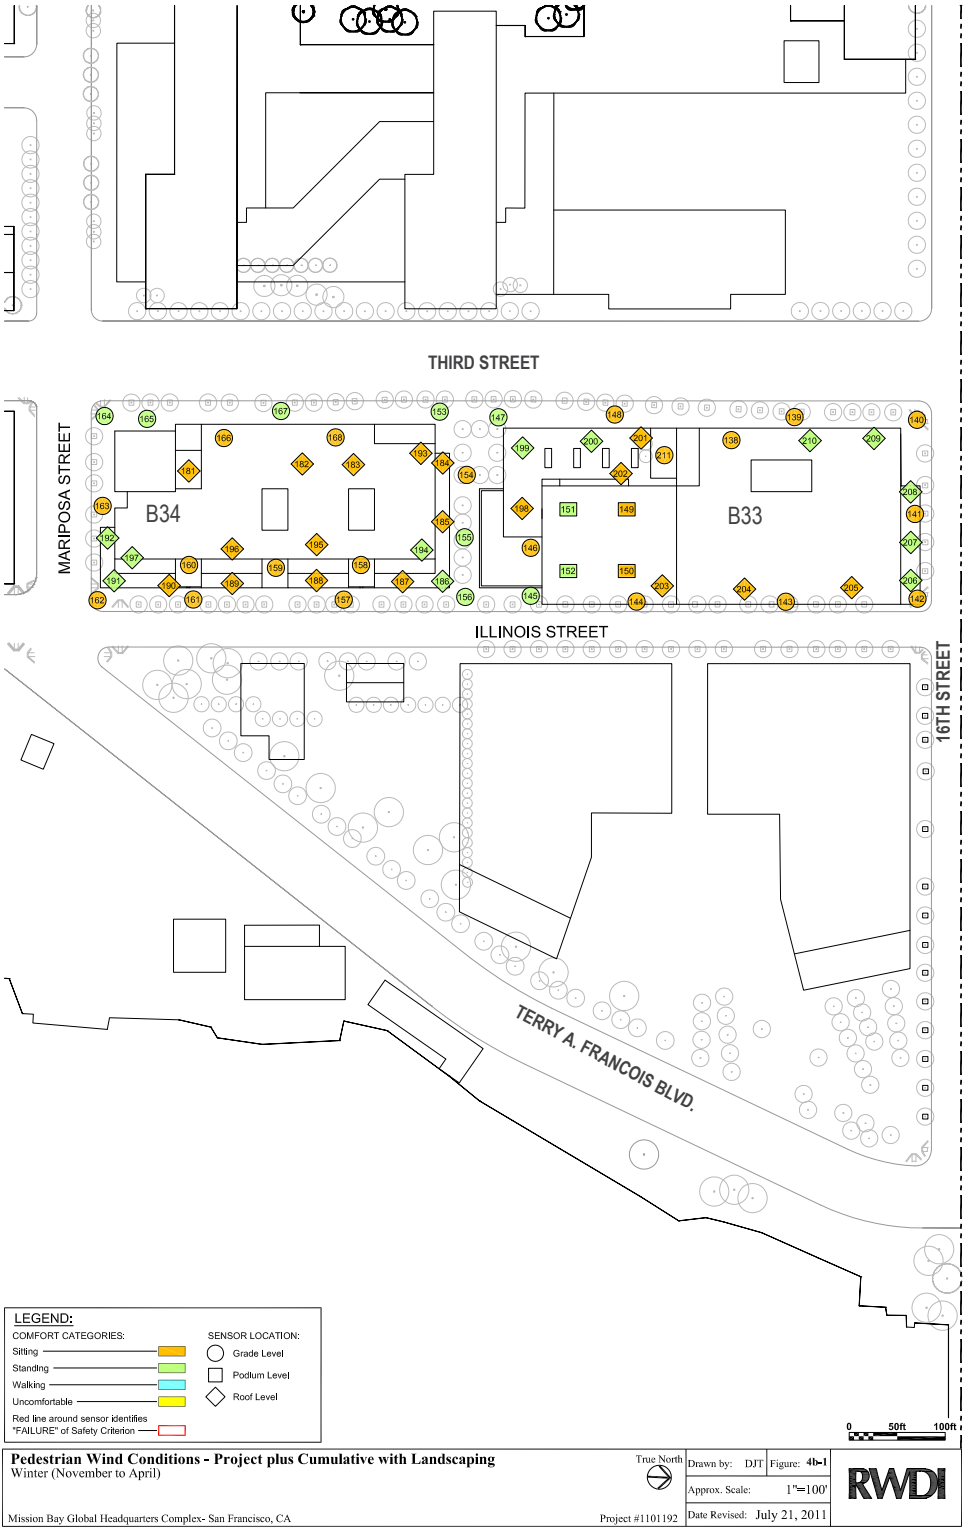 THIRD STREET
164
165
167
153
147
148
139
140
166
168
199
200
201
138
210
209
181
182
183
193
184
154
202
211
208
MARIPOSA STREET
163
B34
185
198
151
149
B33
141
192
197
196
195
194
155
146
207
191
190
160
189
159
188
158
187
186
152
150
203
204
205
206
162
161
157
156
145
144
143
142
ILLINOIS STREET
16TH STREET
TERRY A. FRANCOIS BLVD.
LEGEND:
COMFORT CATEGORIES:
SENSOR LOCATION:
Sitting
Grade Level
Standing
Podium Level
Walking
Roof Level
Uncomfortable
Red line around sensor identifies
"FAILURE" of Safety Criterion
0 50ft 100ft
Pedestrian Wind Conditions - Project plus Cumulative with Landscaping
Winter (November to April)
Mission Bay Global Headquarters Complex- San Francisco, CA
True North
Project #1101192
Drawn by: DJT Figure: 4b-1
Approx. Scale: 1"=100'
Date Revised: July 21, 2011
RWDI